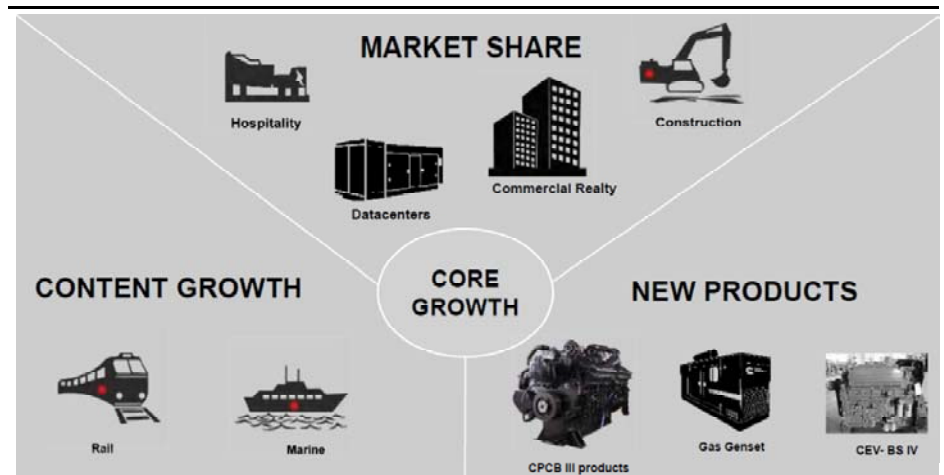 MARKET SHARE
Hospitality
Construction
Commercial Realty
Datacenters
CORE
GROWTH
CONTENT GROWTH
NEW PRODUCTS
Rail
Marine
CPCB III products
Gas Genset
CEV- BS IV